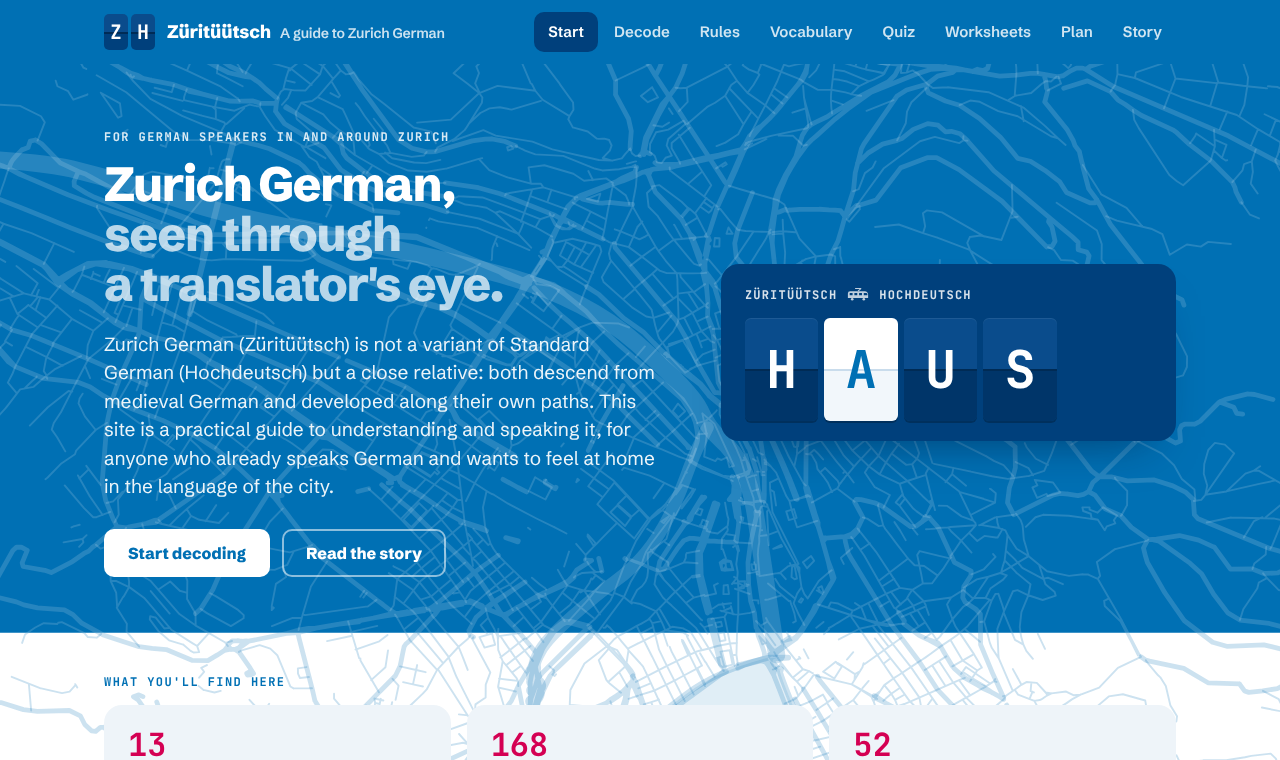 ZH Züritüütsch A guide to Zurich German
Start Decode Rules Vocabulary Quiz Worksheets Plan Story
FOR GERMAN SPEAKERS IN AND AROUND ZURICH
Zurich German,
seen through
a translator's eye.
Zurich German (Züritüütsch) is not a variant of Standard
German (Hochdeutsch) but a close relative: both descend from
medieval German and developed along their own paths. This
site is a practical guide to understanding and speaking it, for
anyone who already speaks German and wants to feel at home
in the language of the city.
Start decoding Read the story
ZÜRITÜÜTSCH HOCHDEUTSCH
HAUS
WHAT YOU'LL FIND HERE
13 168 52